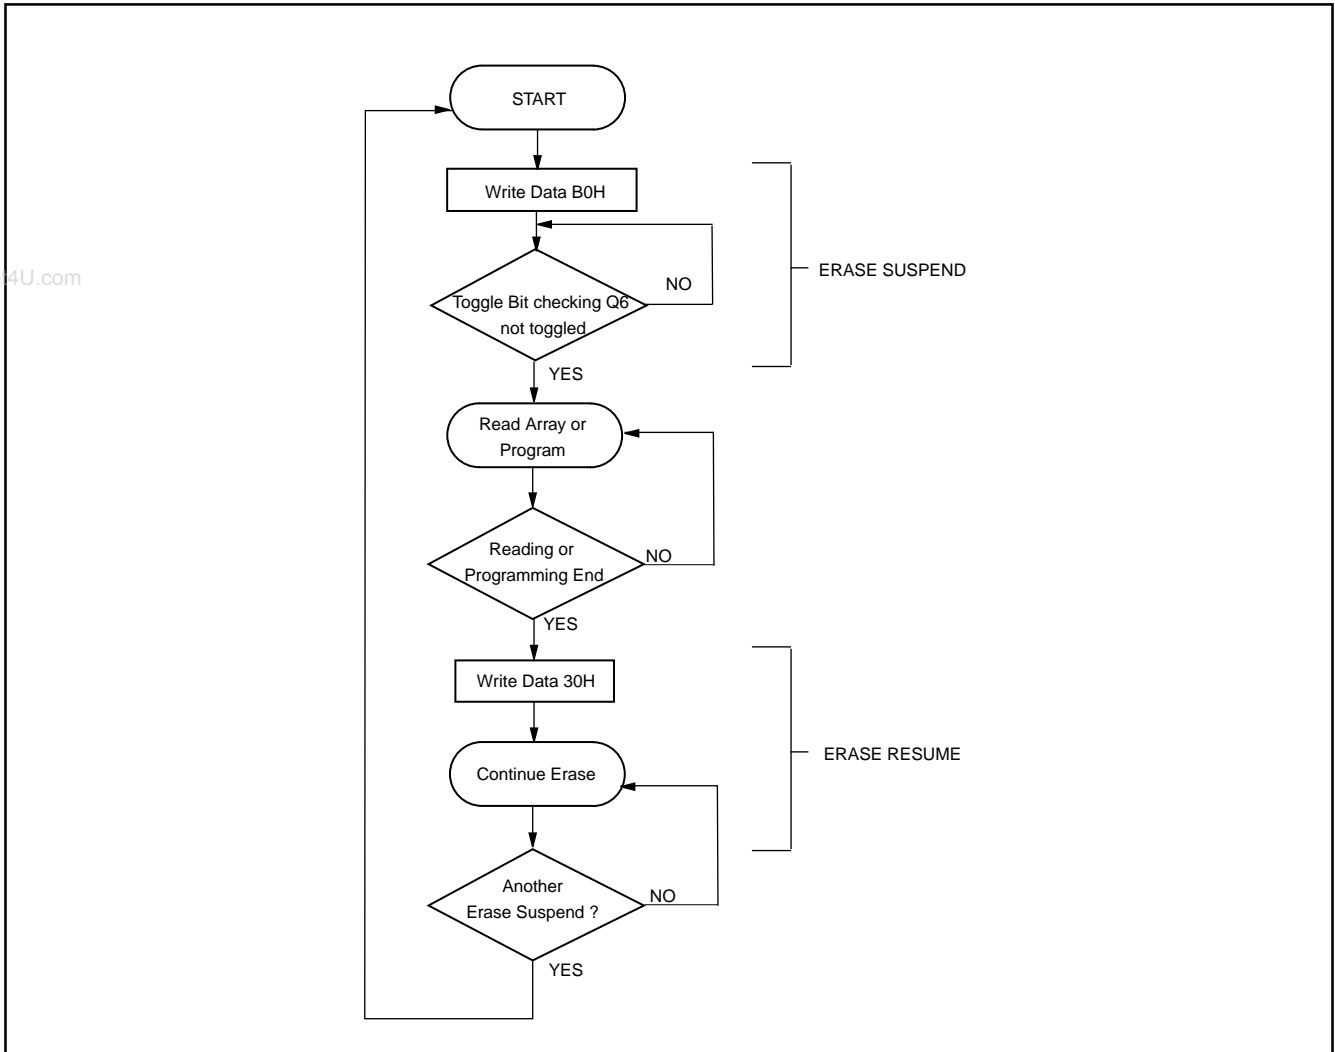 START
Write Data B0H
4U.com
ERASE SUSPEND
NO
Toggle Bit checking Q6
not toggled
YES
Read Array or
Program
Reading or
Programming End
NO
YES
Write Data 30H
ERASE RESUME
Continue Erase
Another
Erase Suspend ?
NO
YES